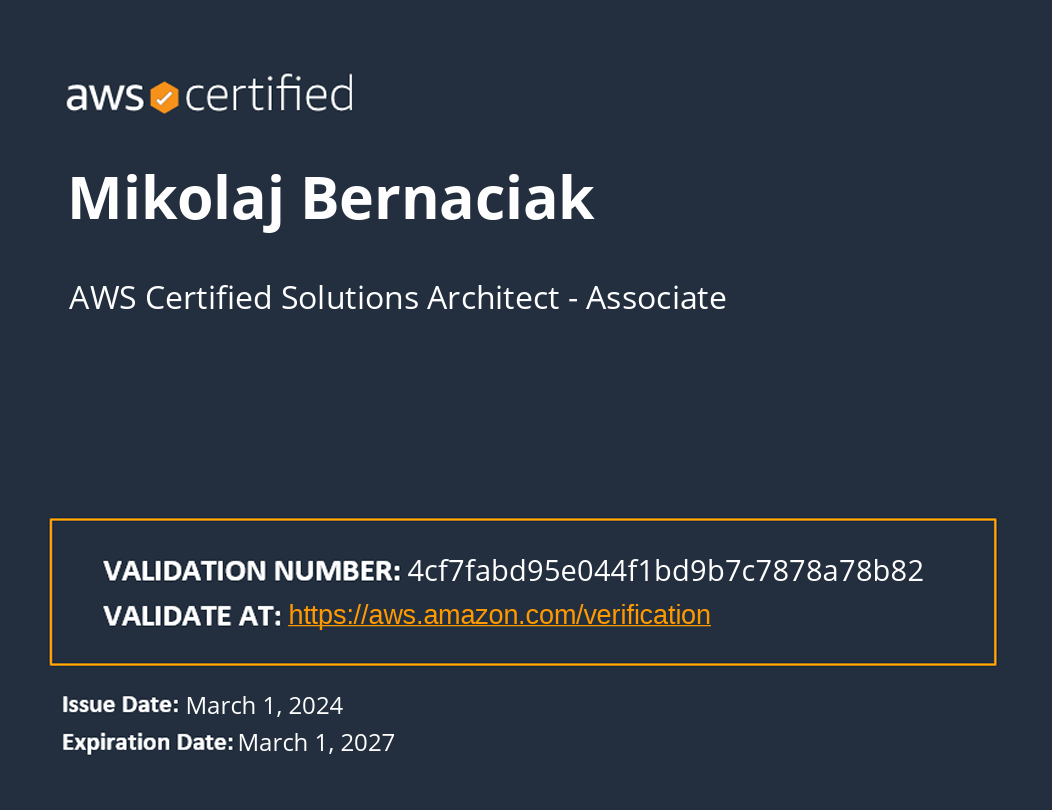 aws certified
Mikolaj Bernaciak
AWS Certified Solutions Architect - Associate
VALIDATION NUMBER: 4cf7fabd95e044f1bd9b7c7878a78b82
VALIDATE AT: https://aws.amazon.com/verification
Issue Date: March 1, 2024
Expiration Date: March 1, 2027